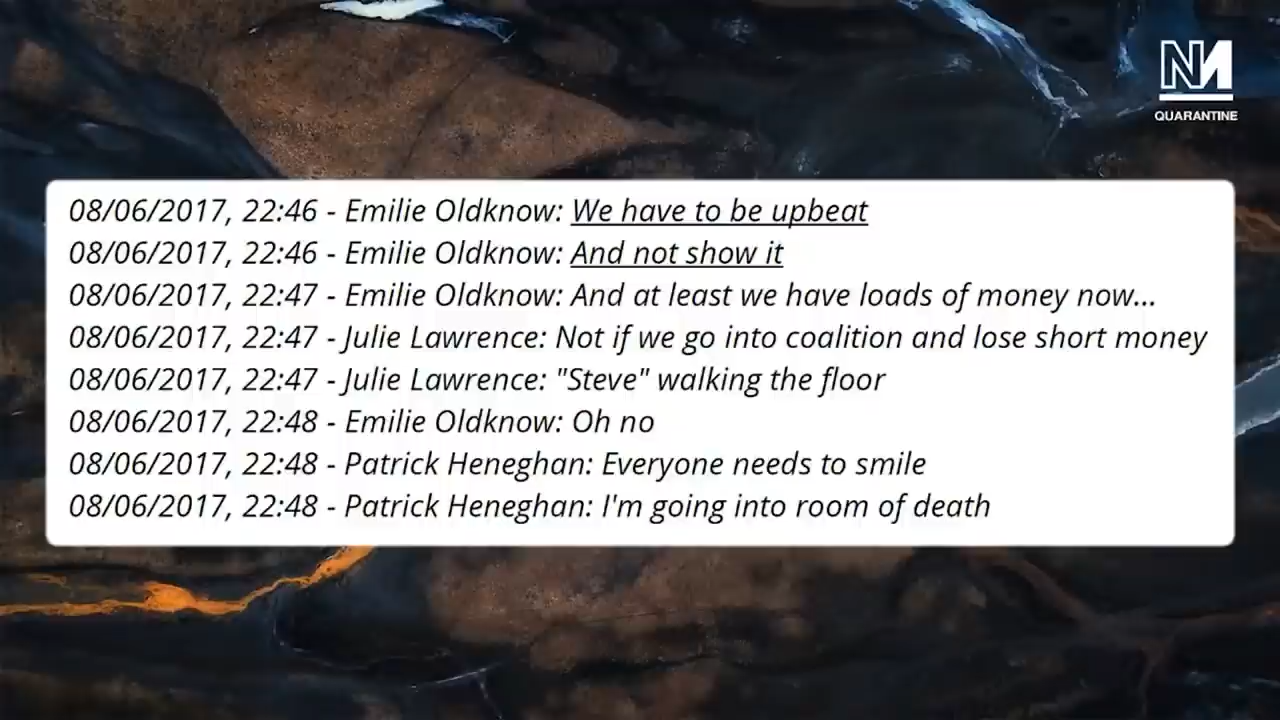 NM
QUARANTINE
08/06/2017, 22:46 - Emilie Oldknow: We have to be upbeat
08/06/2017, 22:46 - Emilie Oldknow: And not show it
08/06/2017, 22:47 - Emilie Oldknow: And at least we have loads of money now...
08/06/2017, 22:47 - Julie Lawrence: Not if we go into coalition and lose short money
08/06/2017, 22:47 - Julie Lawrence: "Steve" walking the floor
08/06/2017, 22:48 - Emilie Oldknow: Oh no
08/06/2017, 22:48 - Patrick Heneghan: Everyone needs to smile
08/06/2017, 22:48 - Patrick Heneghan: I'm going into room of death